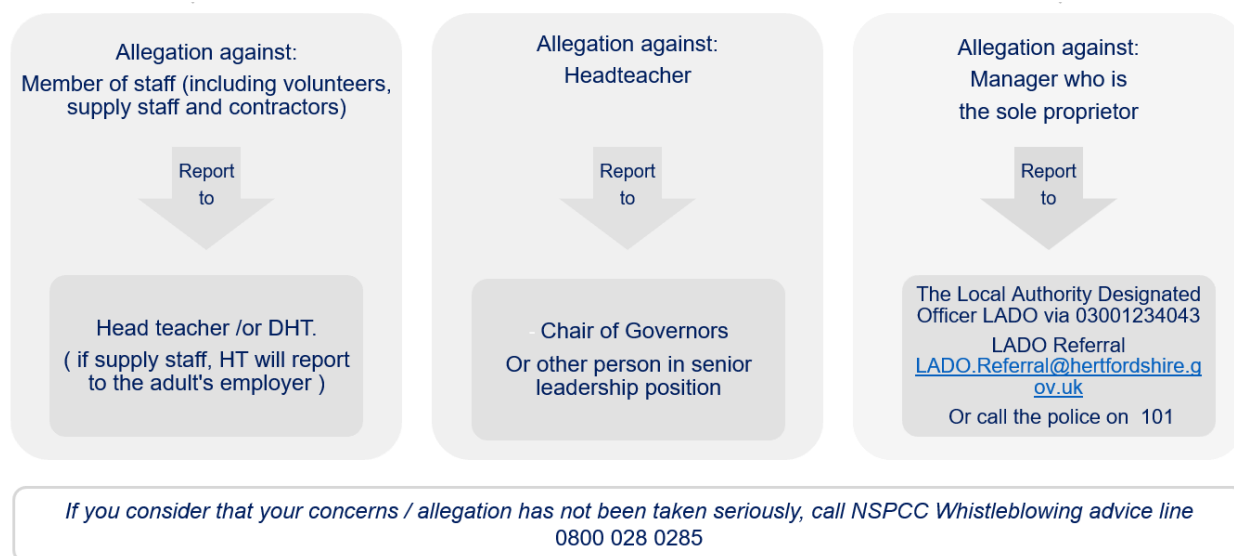 Allegation against:
Member of staff (including volunteers,
supply staff and contractors)
Report
to
Head teacher /or DHT.
( if supply staff, HT will report
to the adult's employer )
Allegation against:
Headteacher
Report
to
- Chair of Governors
Or other person in senior
leadership position
Allegation against:
Manager who is
the sole proprietor
Report
to
The Local Authority Designated
Officer LADO via 03001234043
LADO Referral
LADO.Referral@hertfordshire.g
ov.uk
Or call the police on  101
If you consider that your concerns / allegation has not been taken seriously, call NSPCC Whistleblowing advice line
0800 028 0285